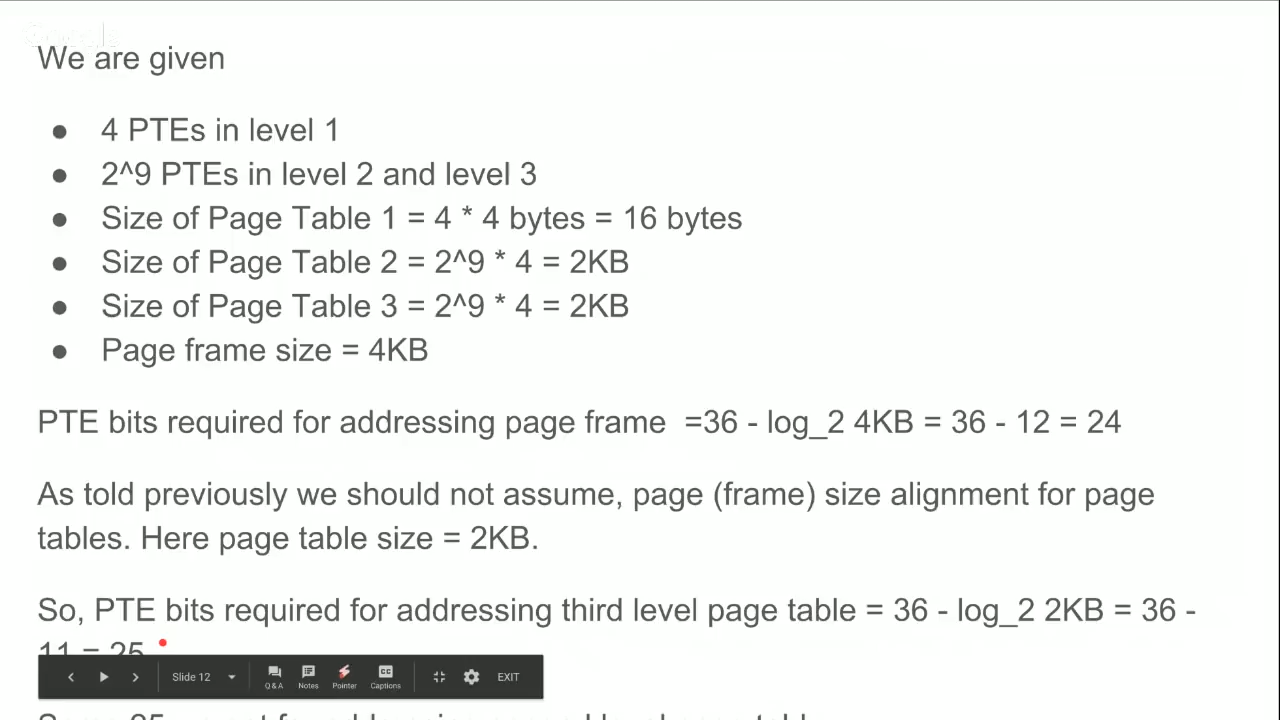 We are given
● 4 PTEs in level 1
● 2^9 PTEs in level 2 and level 3
● Size of Page Table 1 = 4 * 4 bytes = 16 bytes
● Size of Page Table 2 = 2^9 * 4 = 2KB
● Size of Page Table 3 = 2^9 * 4 = 2KB
● Page frame size = 4KB
PTE bits required for addressing page frame =36 - log_2 4KB = 36 - 12 = 24
As told previously we should not assume, page (frame) size alignment for page
tables. Here page table size = 2KB.
So, PTE bits required for addressing third level page table = 36 - log_2 2KB = 36 -
11 = 25
Slide 12
Q & A Notes Pointer Captions
CC
EXIT